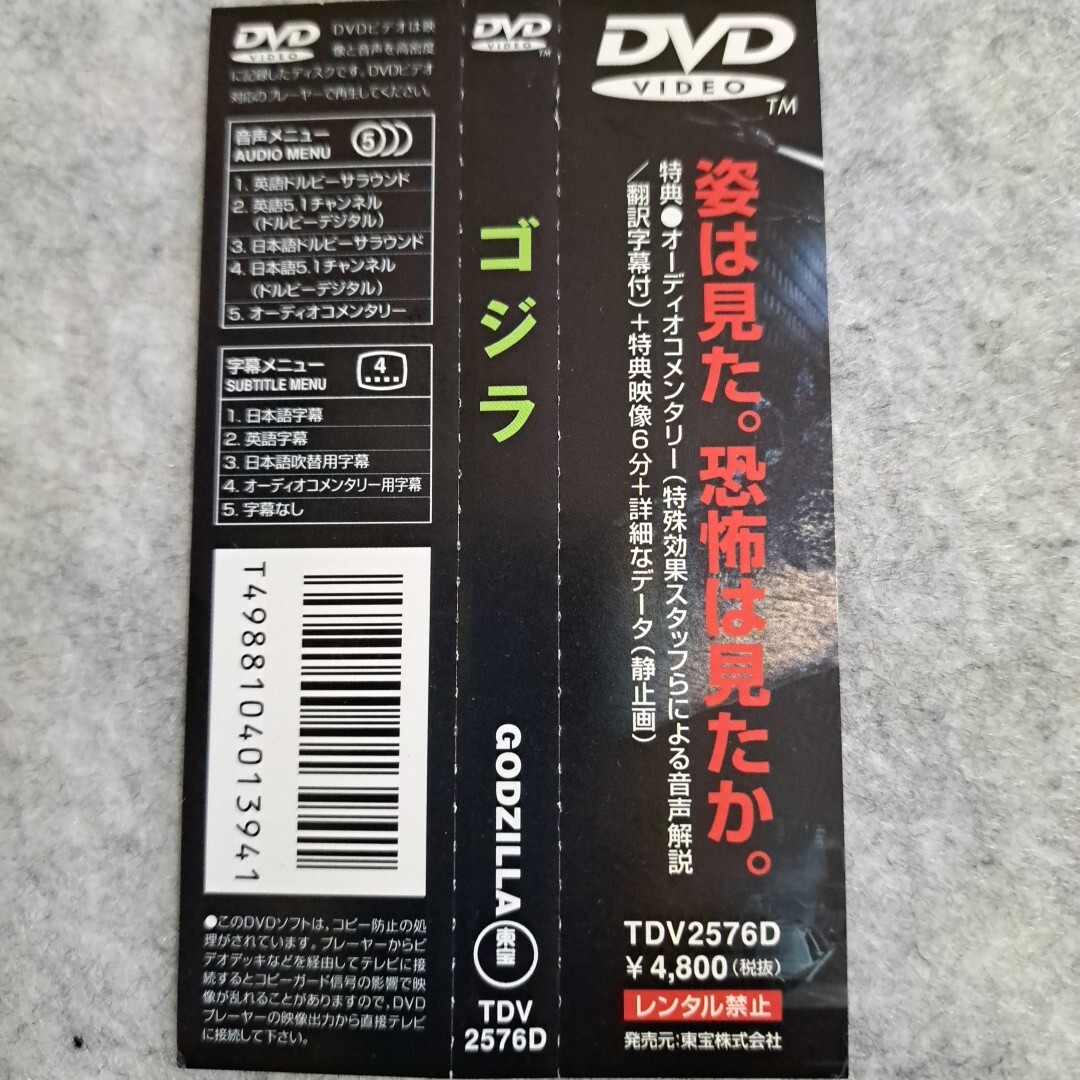 DVD
VIDEO
DVDビデオは映
像と音声を高密度
に記録したディスクです。DVDビデオ
対応のプレーヤーで再生してください。
音声メニュー
AUDIO MENU
5
1. 英語ドルビーサラウンド
2. 英語5.1チャンネル
(ドルビーデジタル)
3. 日本語ドルビーサラウンド
4. 日本語5.1チャンネル
(ドルビーデジタル)
5. オーディオコメンタリー
字幕メニュー
SUBTITLE MENU
4
1. 日本語字幕
2. 英語字幕
3. 日本語吹替用字幕
4. オーディオコメンタリー用字幕
5. 字幕なし
T4988104013941
●このDVDソフトは、コピー防止の処
理がされています。プレーヤーからビ
デオデッキなどを経由してテレビに接
続するとコピーガード信号の影響で映
像が乱れることがありますので、DVD
プレーヤーの映像出力から直接テレビ
に接続して下さい。
DVD
VIDEO
TM
ゴジラ
GODZILLA
東宝
TDV
2576D
DVD
VIDEO
TM
姿は見た。恐怖は見たか。
特典●オーディオコメンタリー(特殊効果スタッフらによる音声解説
/翻訳字幕付)+特典映像6分+詳細なデータ(静止画)
TDV2576D
¥4,800(税抜)
レンタル禁止
発売元:東宝株式会社